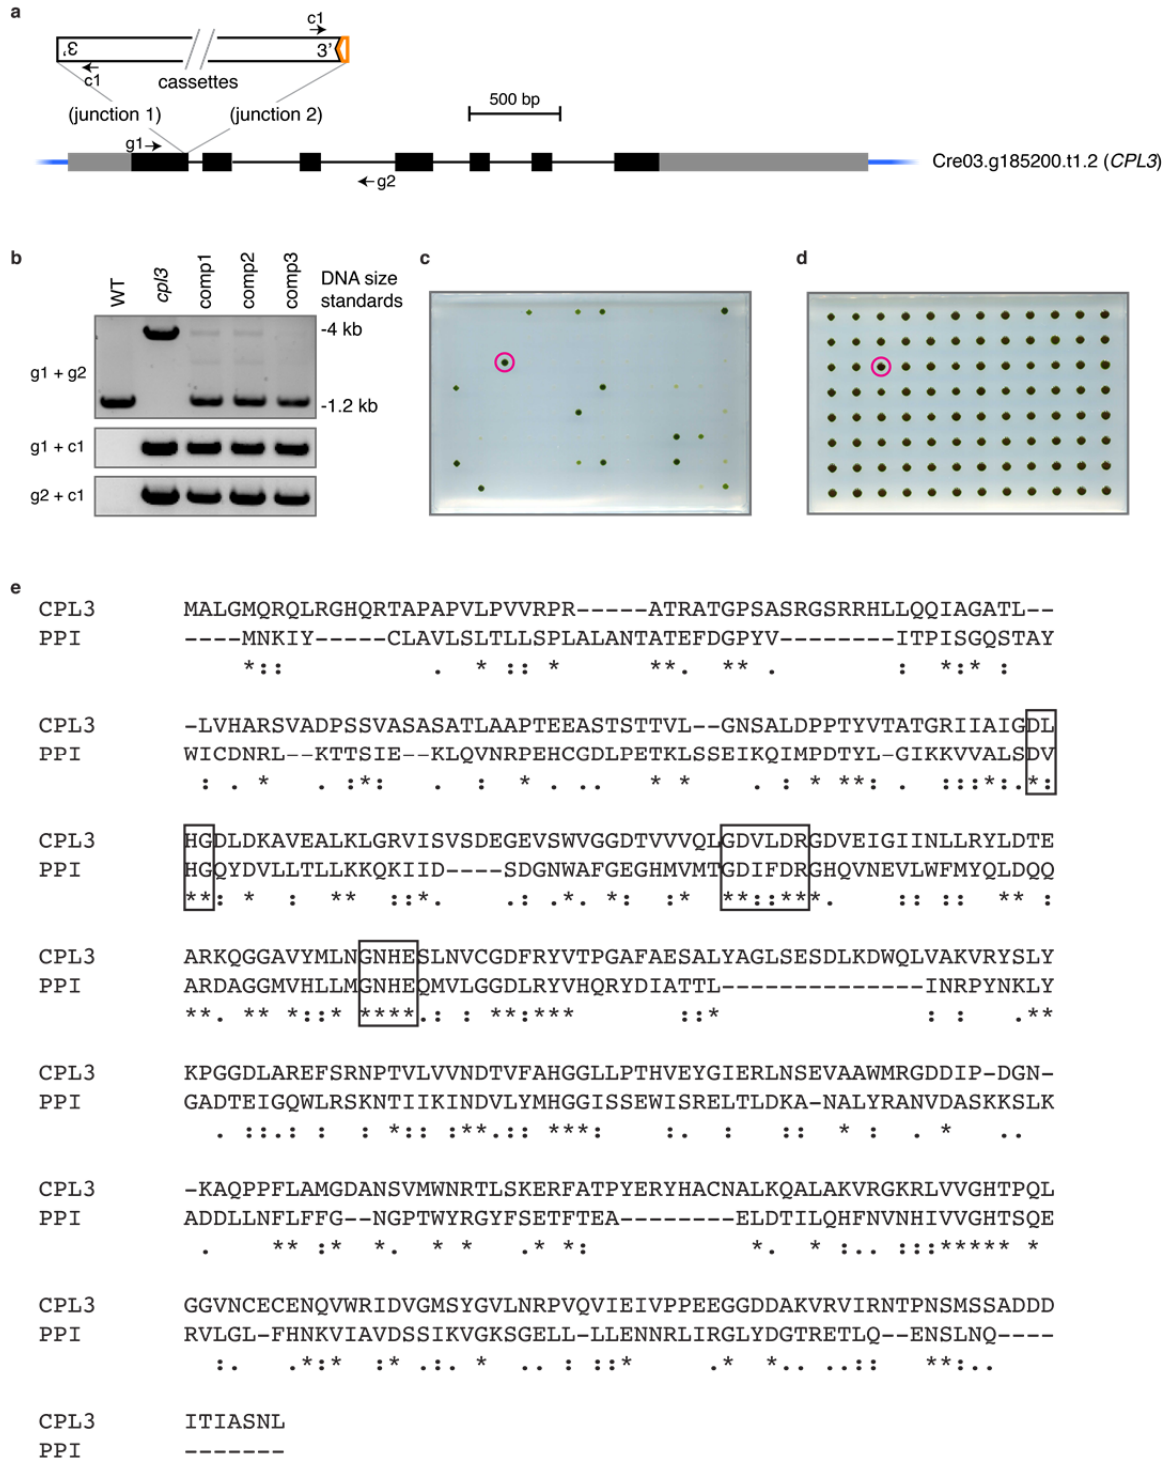 a
c1
3' 3'
c1
cassettes
(junction 1) (junction 2)
500 bp
g1
g2
Cre03.g185200.t1.2 (CPL3)
b
WT cpl3 comp1 comp2 comp3
DNA size
standards
-4 kb
g1 + g2
-1.2 kb
g1 + c1
g2 + c1
c
d
e
CPL3 MALGMQRQLRGHQRTAPAPVLPVVRPR-----ATRATGPSASRGSRRHLLQQIAGATL--
PPI ----MNKIY-----CLAVLSLTLLSPLALANTATEFDGPYV--------ITPISGQSTAY
*:: . * :: * **. ** . : *:* :
CPL3 -LVHARSVADPSSVASASATLAAPTEEASTSTTVL--GNSALDPPTYVTATGRIIAIGDL
PPI WICDNRL--KTTSIE--KLQVNRPEHCGDLPETKLSSEIKQIMPDTYL-GIKKVVALSDV
: . * . :*: . * . * * . : * **: :::*:.*:
CPL3 HGDLDKAVEALKLGRVISVSDEGEVSWVGGDTVVVQLGDVLDRGDVEIGIINLLRYLDTE
PPI HGQYDVLLTLLKKQKIID----SDGNWAFGEGHMVMTGDIFDRGHQVNEVLWFMYQLDQQ
**: * : ** ::*. .: .*. *: :* **::***. :: :: ** :
CPL3 ARKQGGAVYMLNGNHESLNVCGDFRYVTPGAFAESALYAGLSESDLKDWQLVAKVRYSLY
PPI ARDAGGMVHLLMGNHEQMVLGGDLRYVHQRYDIATTL--------------INRPYNKLY
**. ** *::* ****.: : **:*** ::* : : .**
CPL3 KPGGDLAREFSRNPTVLVVNDTVFAHGGLLPTHVEYGIERLNSEVAAWMRGDDIP-DGN-
PPI GADTEIGQWLRSKNTIIKINDVLYMHGGISSEWISRELTLDKA-NALYRANVDASKKSLK
. ::.: : : *:: :**.:: ***: :. : :: * : . * ..
CPL3 -KAQPPFLAMGDANSVMWNRTLSKERFATPYERYHACNALKQALAKVRGKRLVVGHTPQL
PPI ADDLLNFLFFG--NGPTWYRGYFSETFTEA--------ELDTILQHFNVNHIVVGHTSQE
. ** :* *. * * .* *: *. * :.. :::***** *
CPL3 GGVNCECENQVWRIDVGMSYGVLNRPVQVIEIVPPEEGGDDAKVRVIRNTPNSMSSADDD
PPI RVLGL-FHNKVIAVDSSIKVGKSGELL-LLENNRLIRGLYDGTRETLQ--ENSLNQ----
:. .*:* :* .:. * .. : ::* .* *.. ..:: **:..
CPL3 ITIASNL
PPI -------